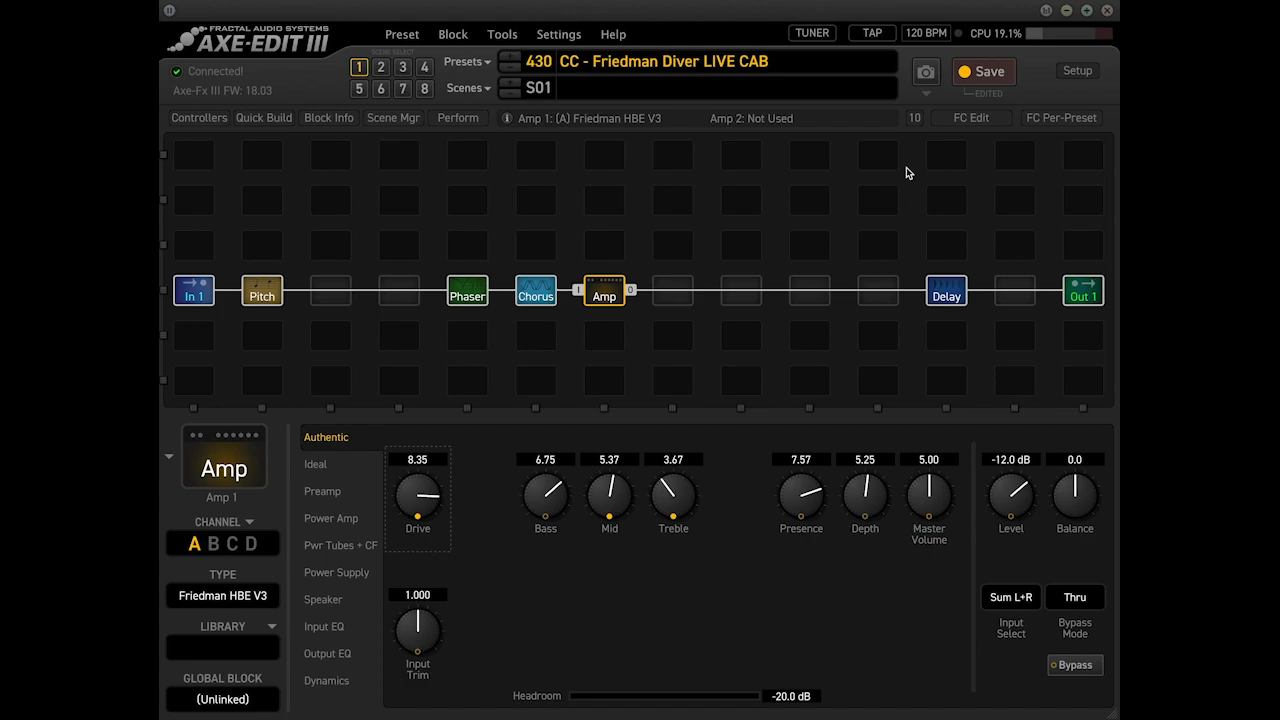 FRACTAL AUDIO SYSTEMS
AXE-EDIT III
Preset Block Tools Settings Help
TUNER TAP 120 BPM CPU 19.1%
Connected!
Axe-Fx III FW: 18.03
SCENE SELECT
1 2 3 4
5 6 7 8
Presets
430 CC - Friedman Diver LIVE CAB
Scenes
S01
Save
EDITED
Setup
Controllers Quick Build Block Info Scene Mgr Perform
Amp 1: (A) Friedman HBE V3 Amp 2: Not Used
10 FC Edit FC Per-Preset
In 1 Pitch Phaser Chorus I Amp O Delay Out 1
Amp
Amp 1
CHANNEL
A B C D
TYPE
Friedman HBE V3
LIBRARY
GLOBAL BLOCK
(Unlinked)
Authentic
Ideal
Preamp
Power Amp
Pwr Tubes + CF
Power Supply
Speaker
Input EQ
Output EQ
Dynamics
8.35 6.75 5.37 3.67 7.57 5.25 5.00 -12.0 dB 0.0
Drive Bass Mid Treble Presence Depth Master Volume Level Balance
1.000
Input Trim
Sum L+R Thru
Input Select Bypass Mode
Bypass
Headroom -20.0 dB